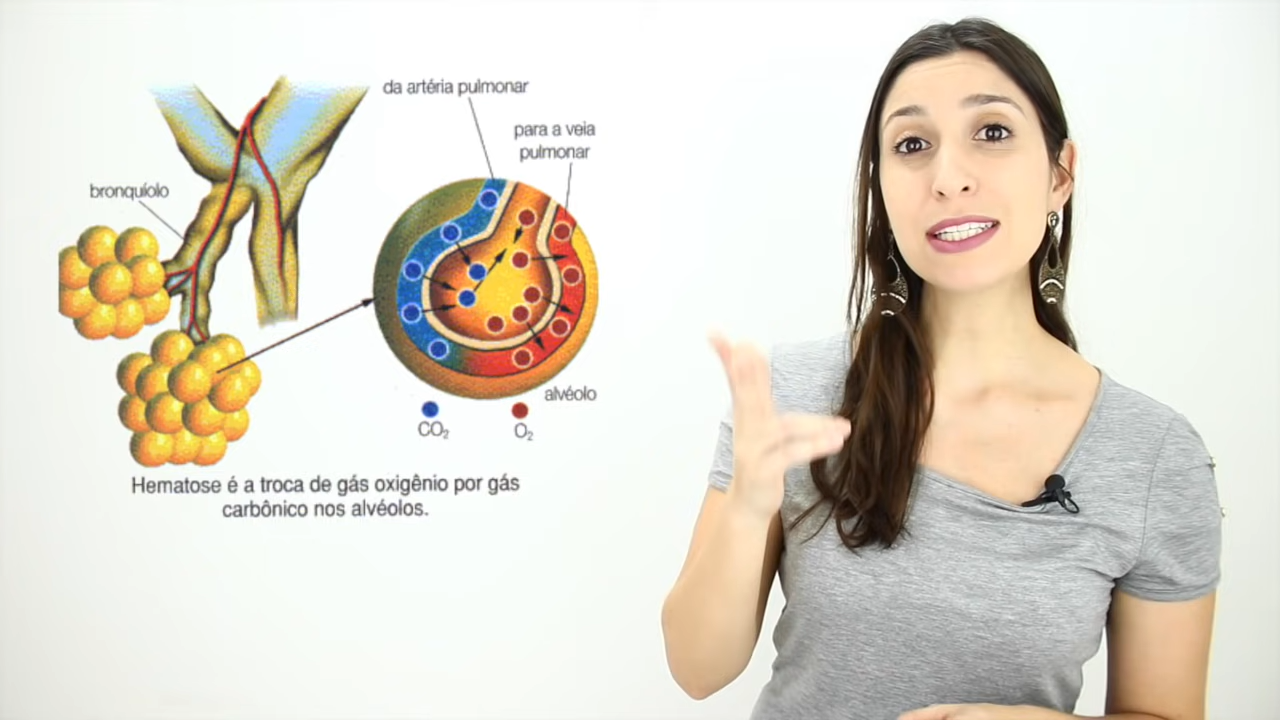 da artéria pulmonar
para a veia
pulmonar
bronquíolo
alvéolo
CO₂
O₂
Hematose é a troca de gás oxigênio por gás
carbônico nos alvéolos.